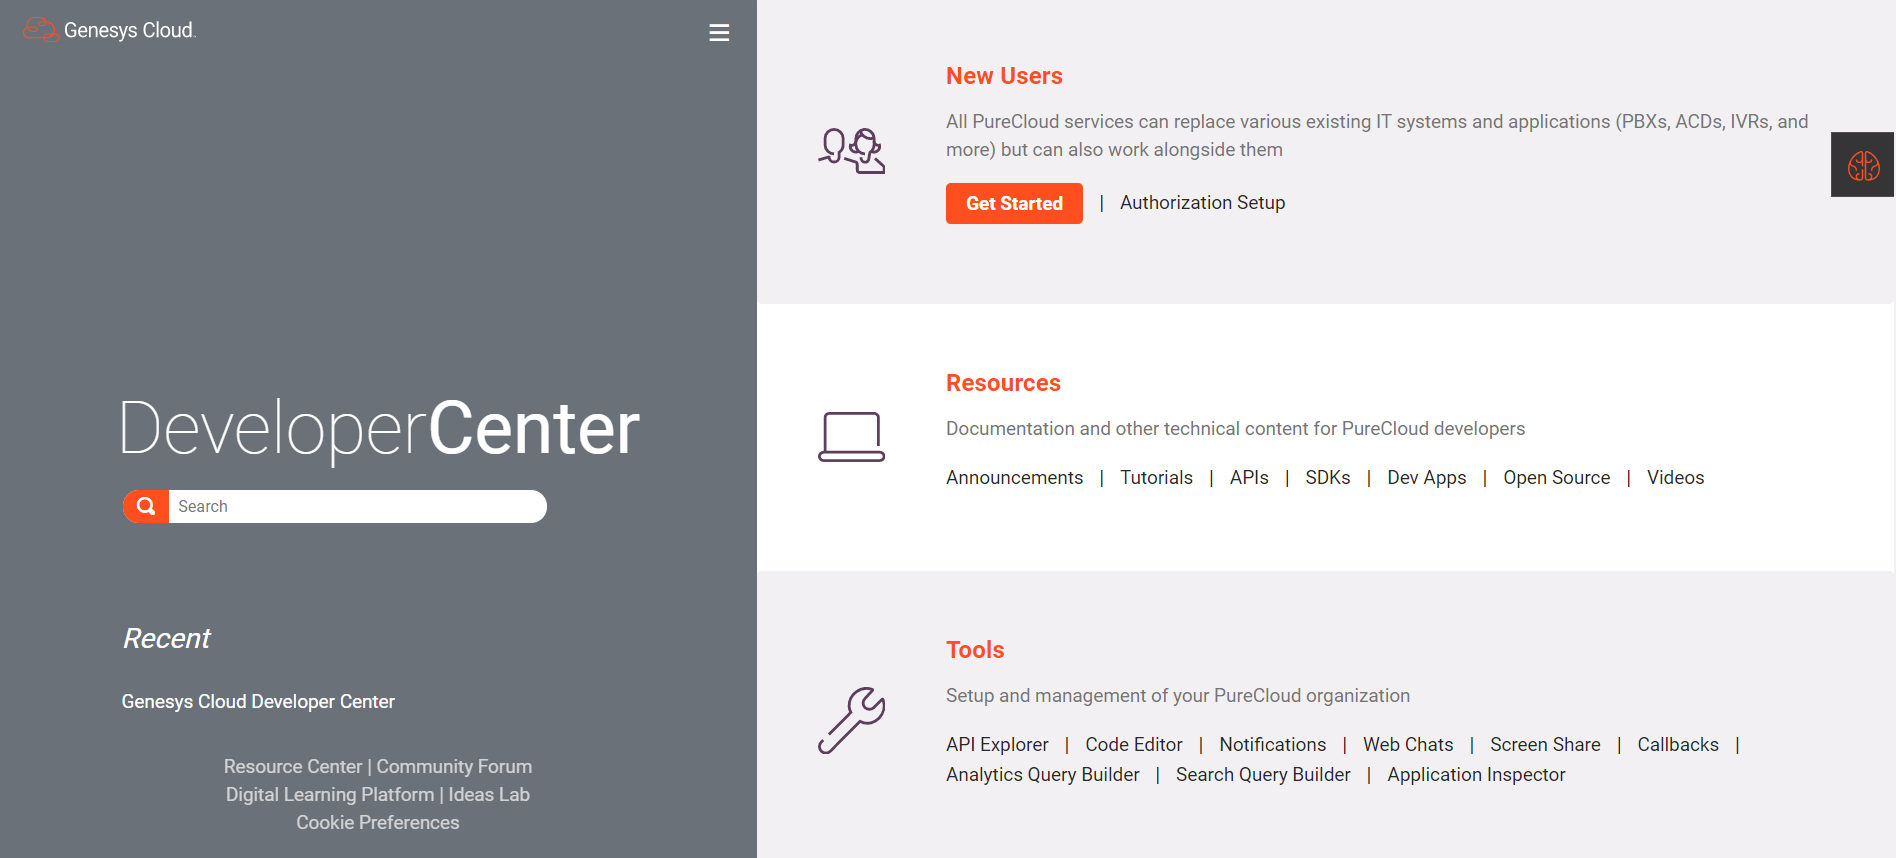 Genesys Cloud
DeveloperCenter
Search
Recent
Genesys Cloud Developer Center
Resource Center | Community Forum
Digital Learning Platform | Ideas Lab
Cookie Preferences
New Users
All PureCloud services can replace various existing IT systems and applications (PBXs, ACDs, IVRs, and
more) but can also work alongside them
Get Started | Authorization Setup
Resources
Documentation and other technical content for PureCloud developers
Announcements | Tutorials | APIs | SDKs | Dev Apps | Open Source | Videos
Tools
Setup and management of your PureCloud organization
API Explorer | Code Editor | Notifications | Web Chats | Screen Share | Callbacks |
Analytics Query Builder | Search Query Builder | Application Inspector